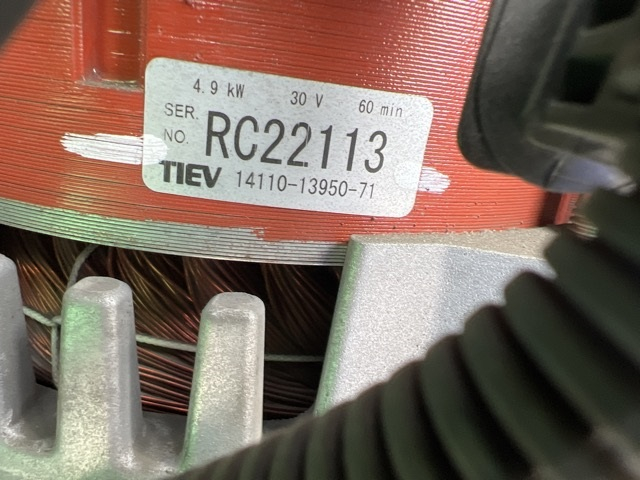 4.9 kW 30 V 60 min
SER.
NO. RC22113
TIEV 14110-13950-71